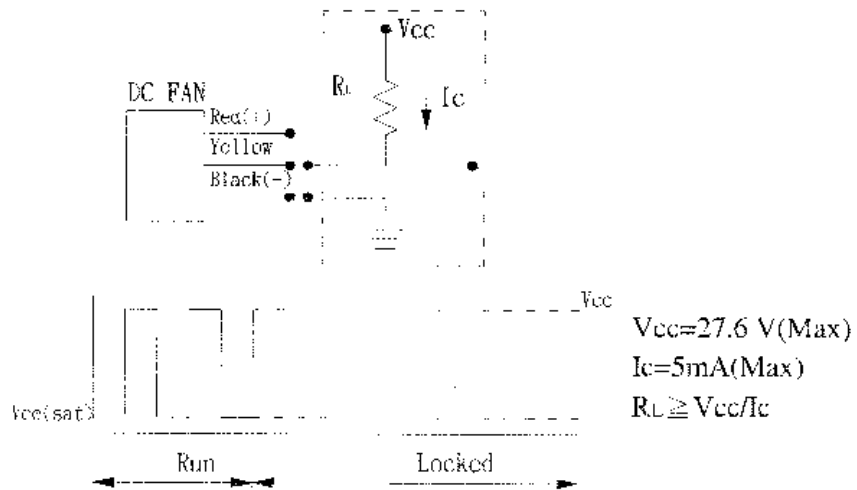 Vcc
DC FAN
RL
Ic
Red(+)
Yellow
Black(-)
Vcc
Vcc=27.6 V(Max)
Ic=5mA(Max)
RL≧Vcc/Ic
Vce(sat)
Run
Locked